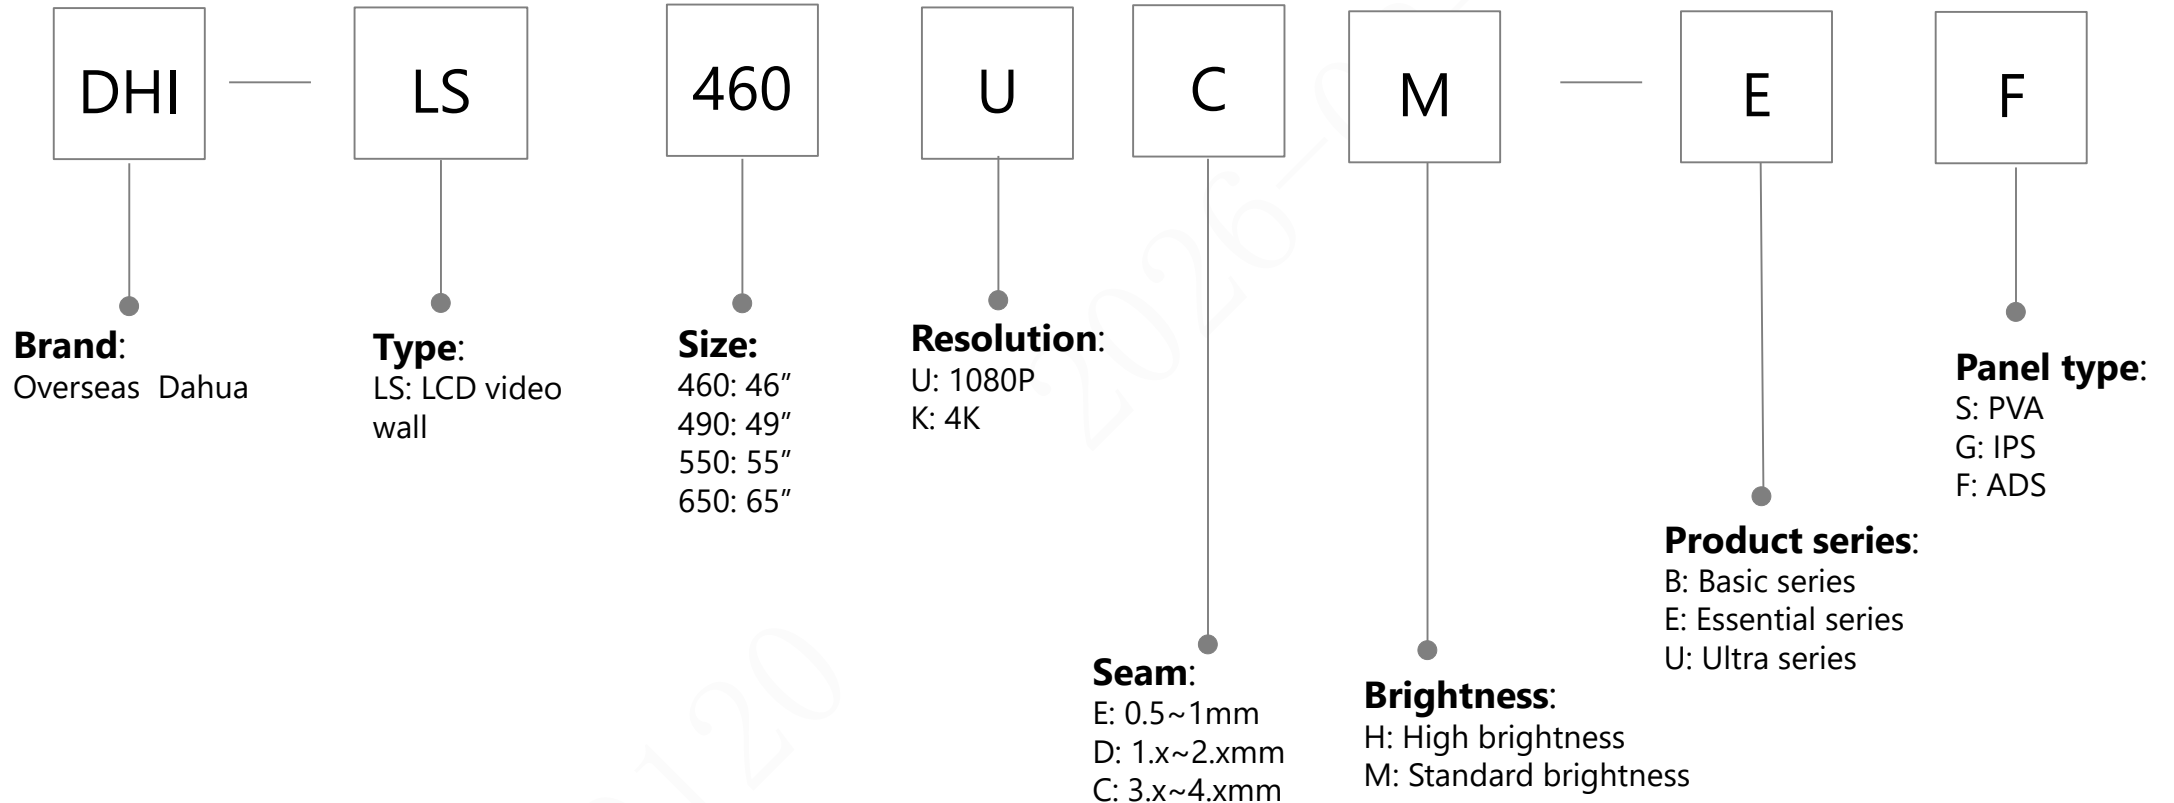 DHI — LS 460 U C M — E F
Brand:
Overseas Dahua
Type:
LS: LCD video
wall
Size:
460: 46″
490: 49″
550: 55″
650: 65″
Resolution:
U: 1080P
K: 4K
Seam:
E: 0.5~1mm
D: 1.x~2.xmm
C: 3.x~4.xmm
Brightness:
H: High brightness
M: Standard brightness
Product series:
B: Basic series
E: Essential series
U: Ultra series
Panel type:
S: PVA
G: IPS
F: ADS